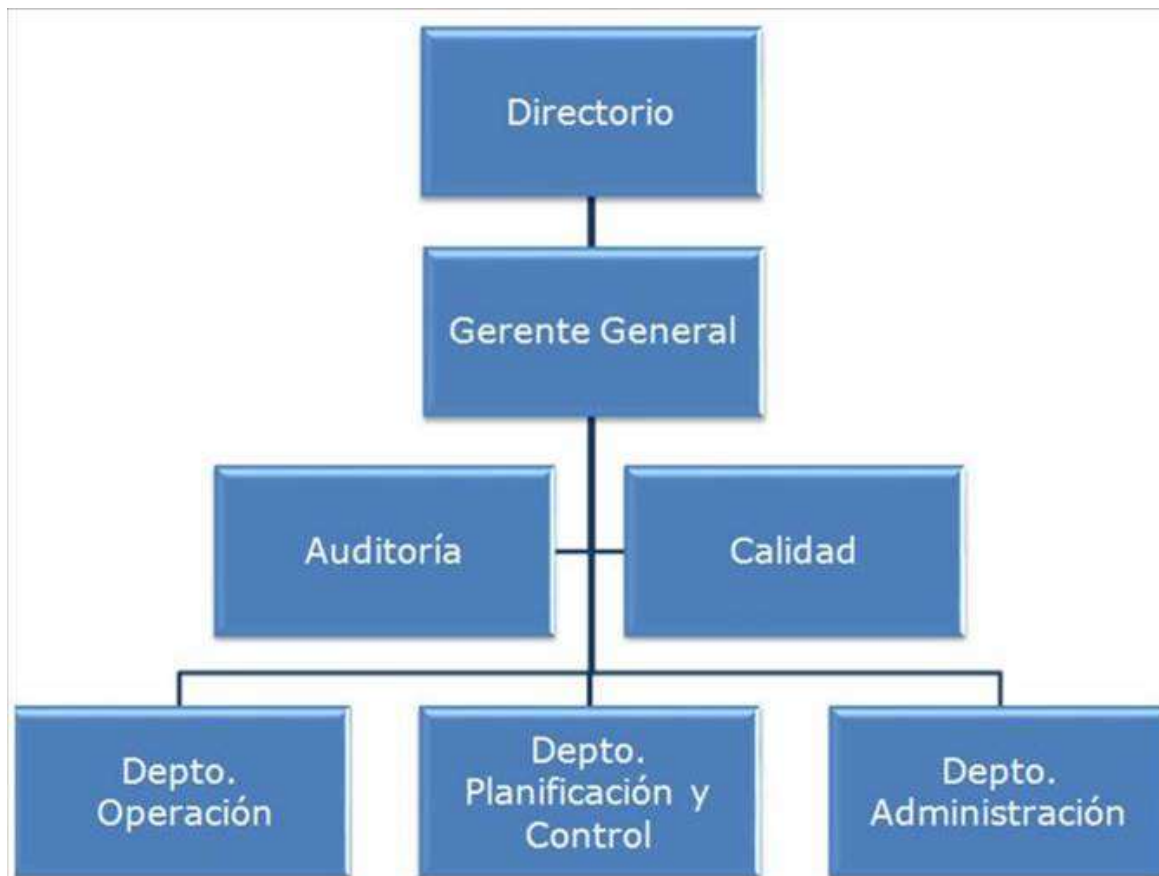 Directorio
Gerente General
Auditoría
Calidad
Depto.
Operación
Depto.
Planificación y
Control
Depto.
Administración